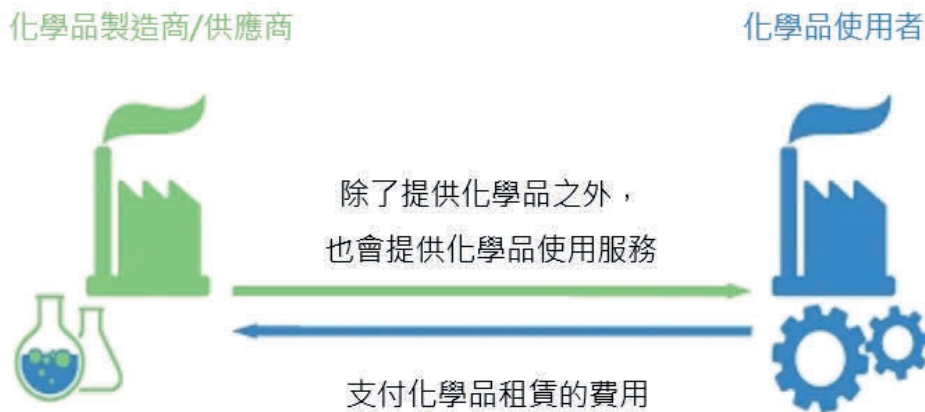 化學品製造商/供應商
化學品使用者
除了提供化學品之外，
也會提供化學品使用服務
支付化學品租賃的費用